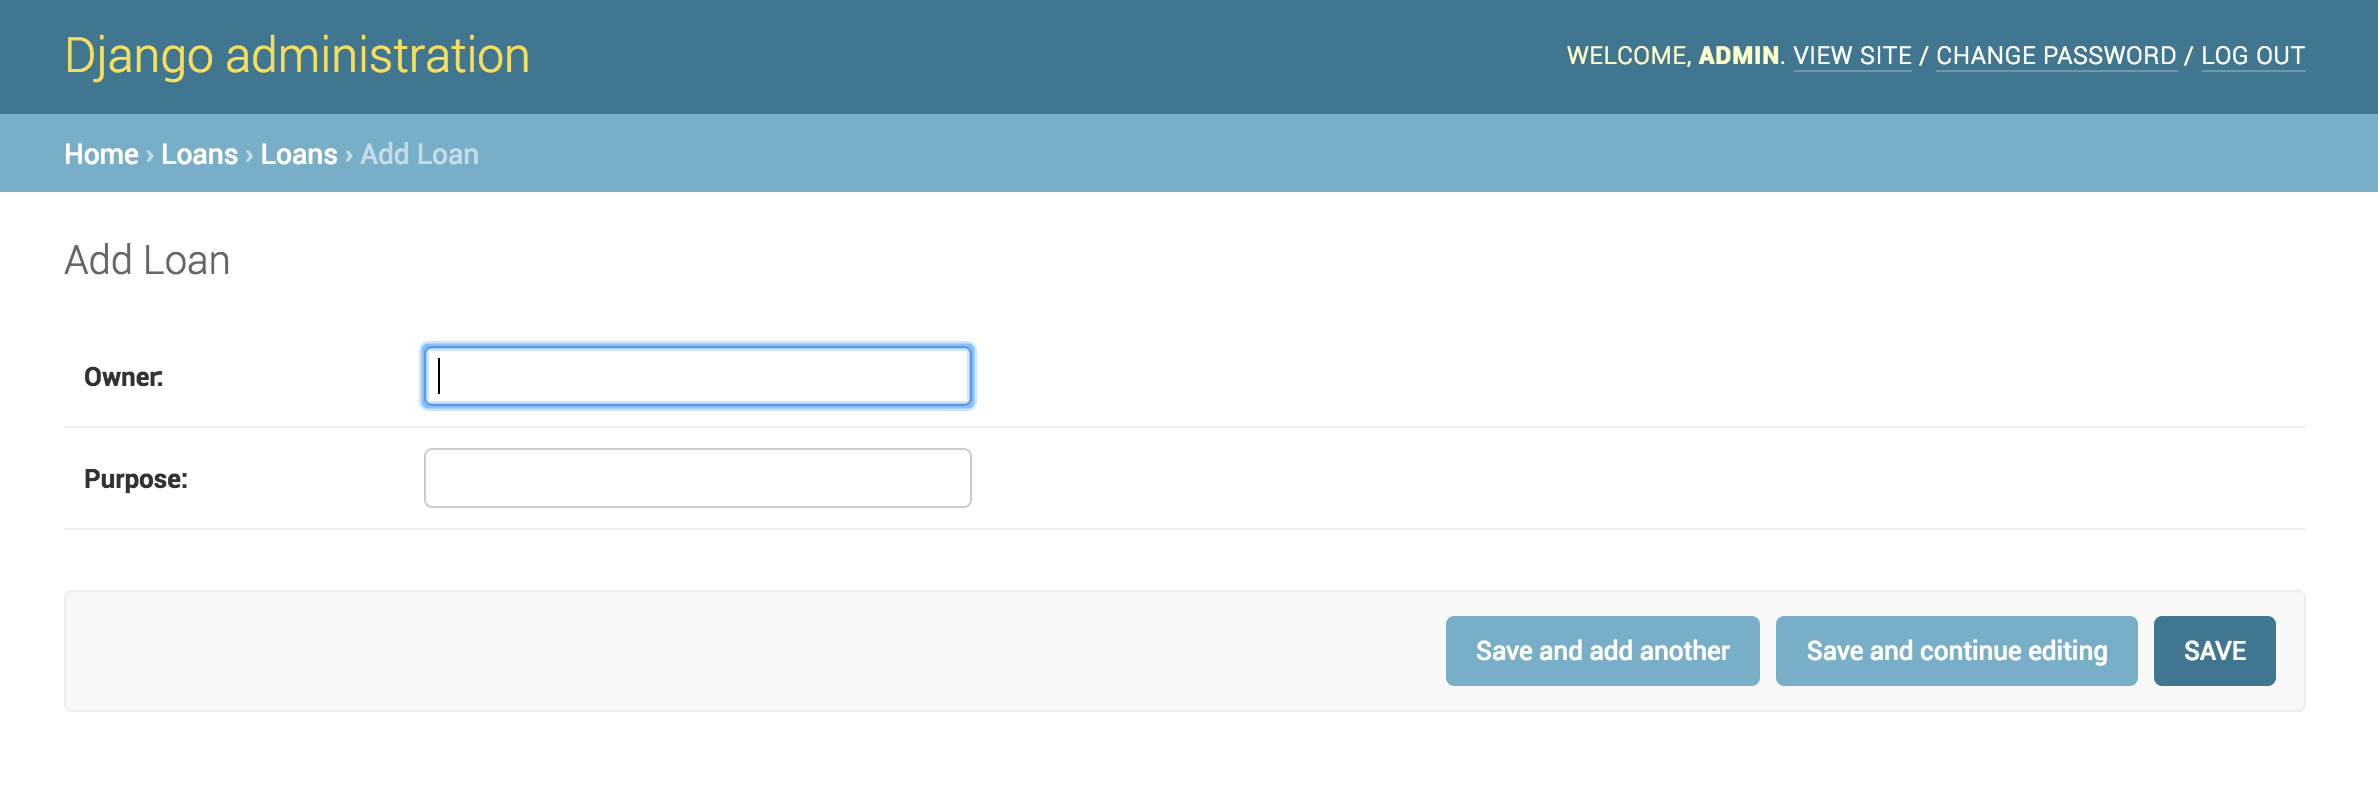 Django administration
WELCOME, ADMIN. VIEW SITE / CHANGE PASSWORD / LOG OUT
Home › Loans › Loans › Add Loan
Add Loan
Owner:
Purpose:
Save and add another
Save and continue editing
SAVE